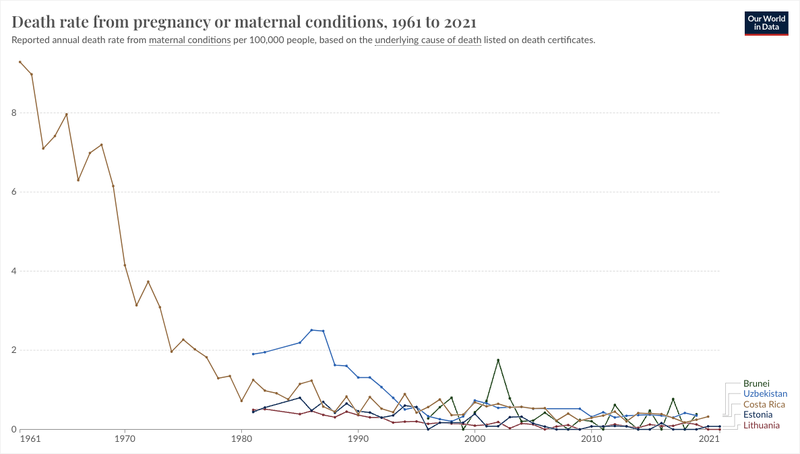 Death rate from pregnancy or maternal conditions, 1961 to 2021
Our World
in Data
Reported annual death rate from maternal conditions per 100,000 people, based on the underlying cause of death listed on death certificates.
8
6
4
2
0
1961
1970
1980
1990
2000
2010
2021
Brunei
Uzbekistan
Costa Rica
Estonia
Lithuania